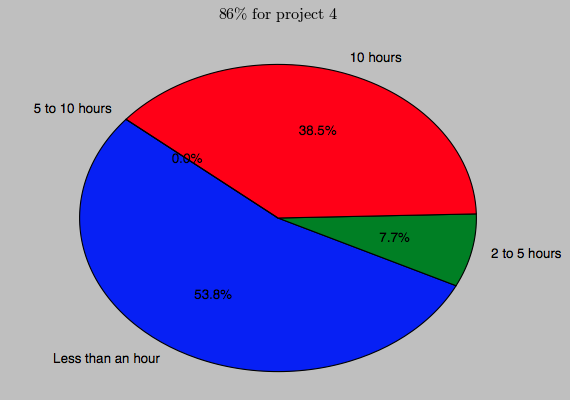 86% for project 4
10 hours
5 to 10 hours
38.5%
0.0%
7.7%
2 to 5 hours
53.8%
Less than an hour